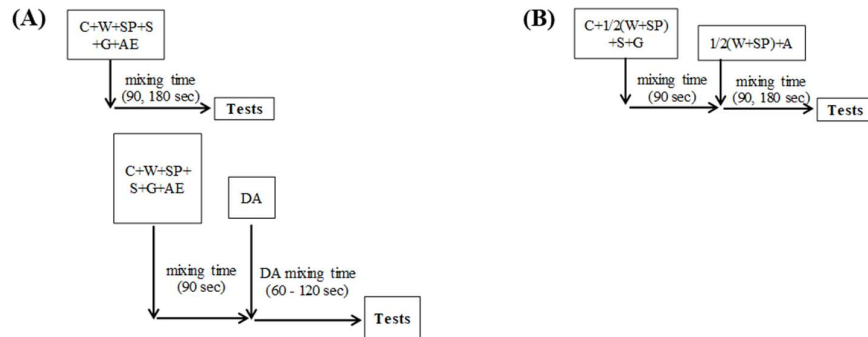 (A)
C+W+SP+S
+G+AE
mixing time
(90, 180 sec)
Tests
C+W+SP+
S+G+AE
DA
mixing time
(90 sec)
DA mixing time
(60 - 120 sec)
Tests
(B)
C+1/2(W+SP)
+S+G
1/2(W+SP)+A
mixing time
(90 sec)
mixing time
(90, 180 sec)
Tests